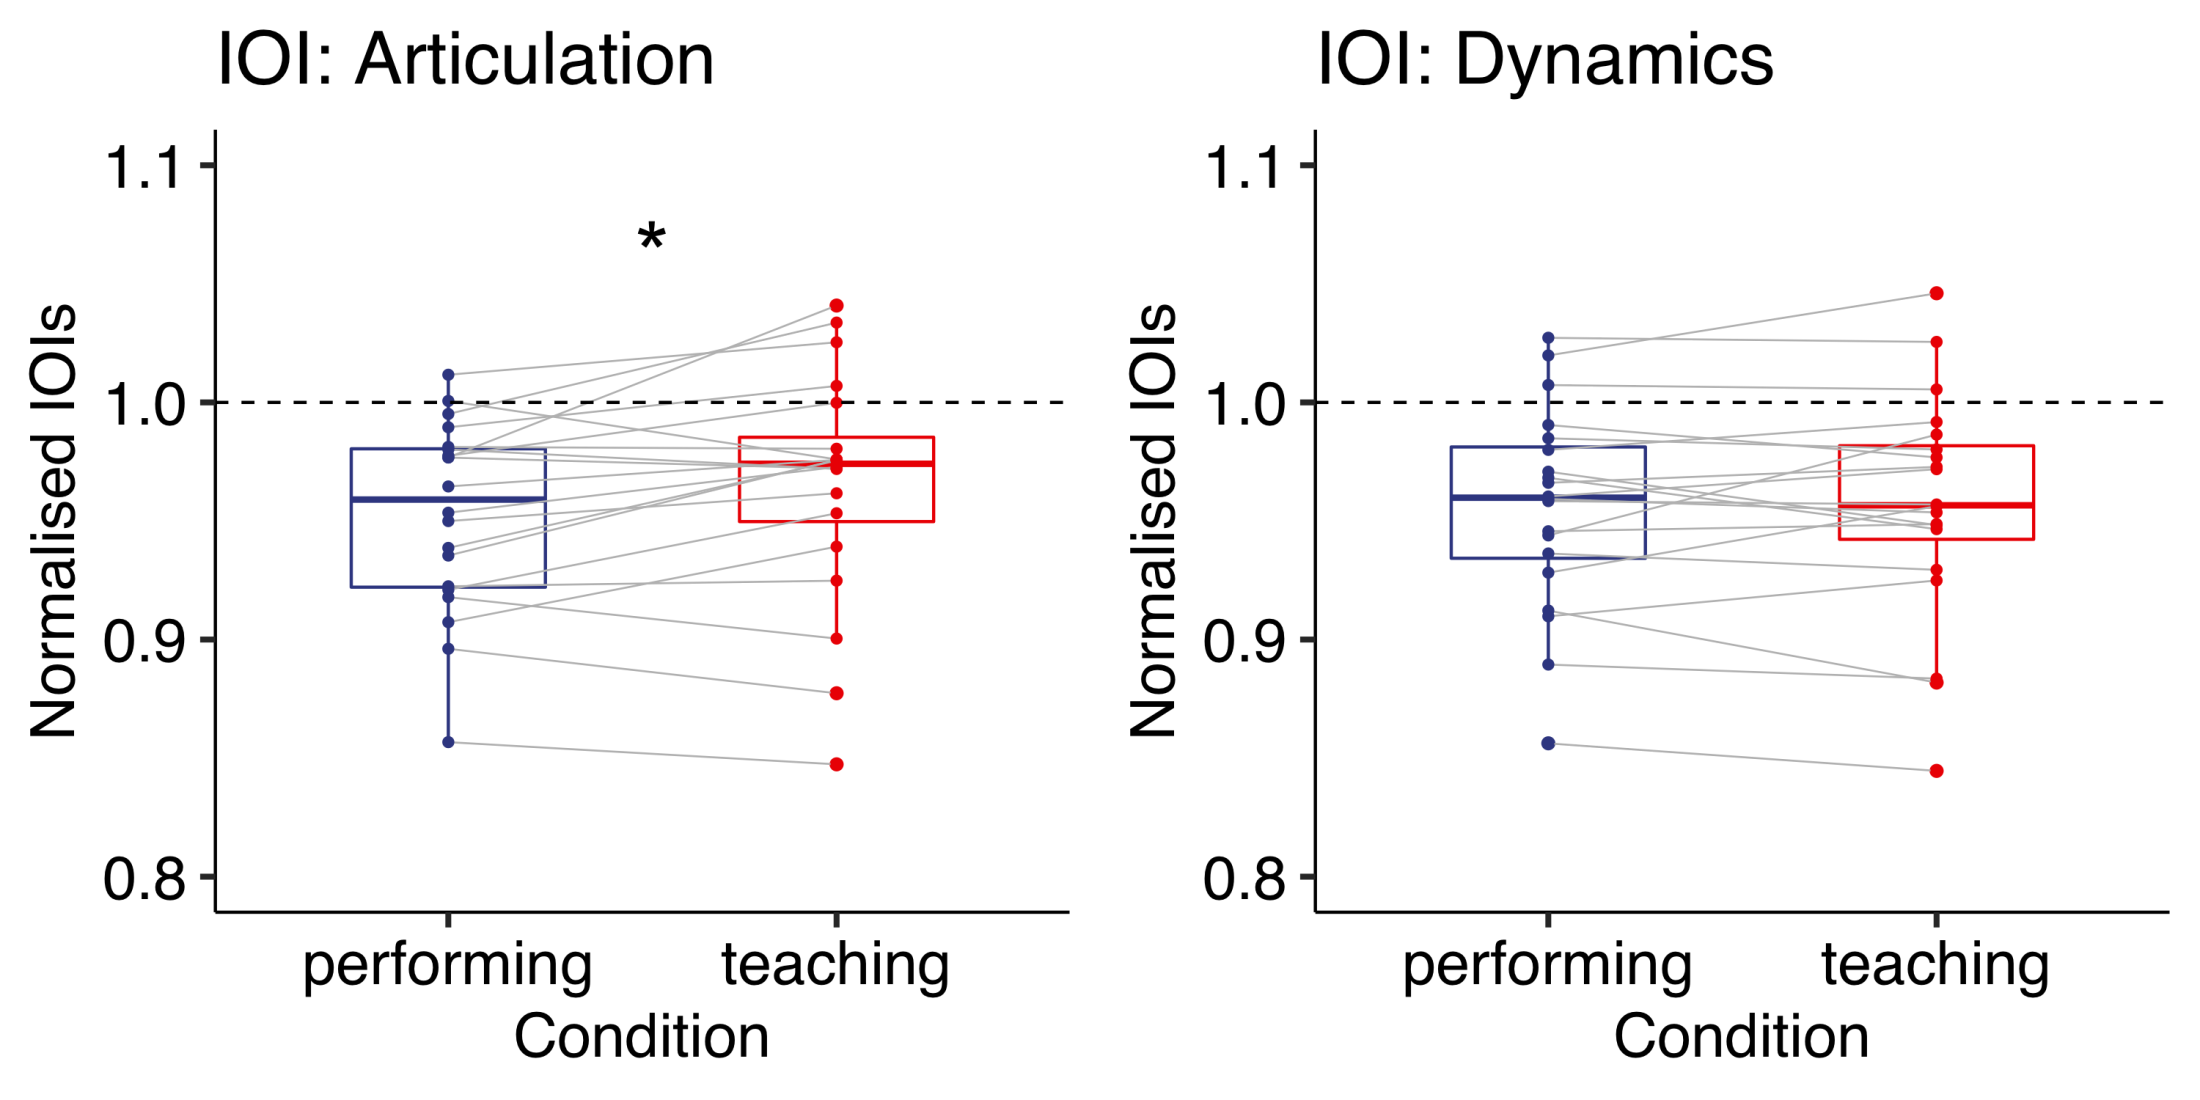 IOI: Articulation
Normalised IOIs
1.1
1.0
0.9
0.8
*
performing teaching
Condition
IOI: Dynamics
Normalised IOIs
1.1
1.0
0.9
0.8
performing teaching
Condition